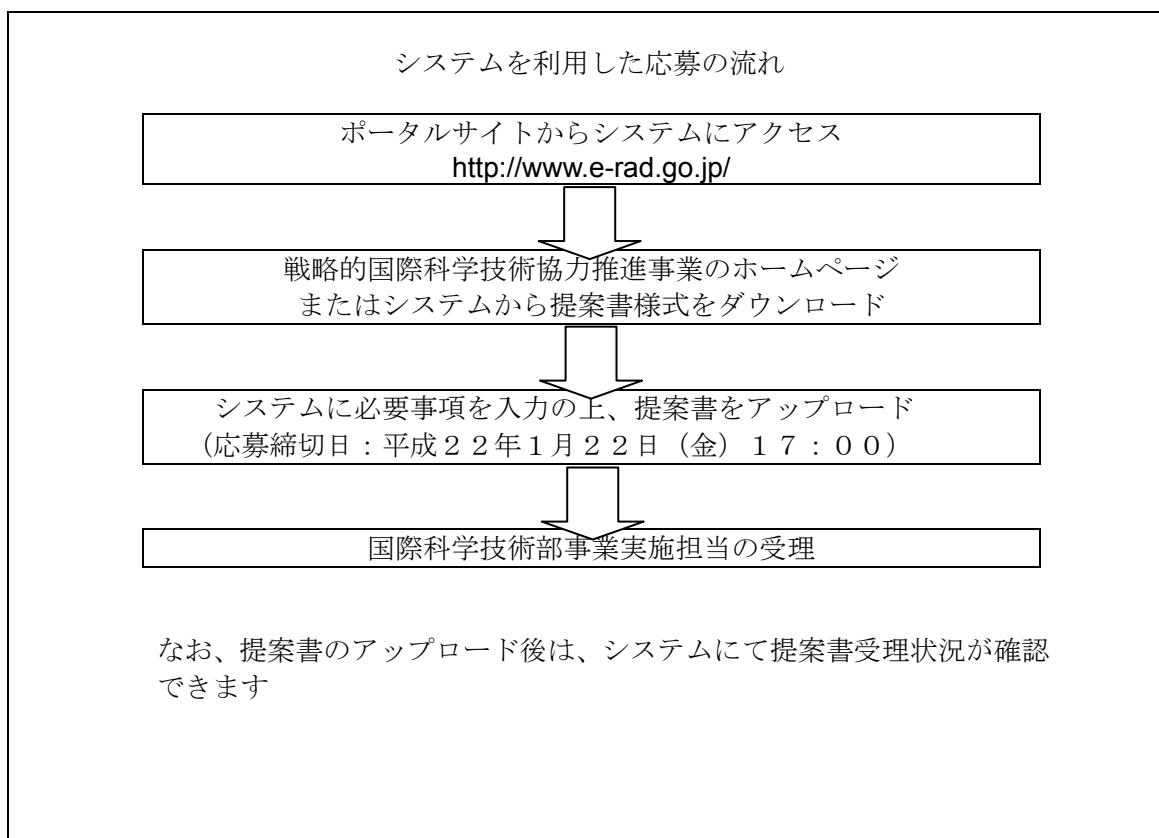 システムを利用した応募の流れ
ポータルサイトからシステムにアクセス
http://www.e-rad.go.jp/
戦略的国際科学技術協力推進事業のホームページ
またはシステムから提案書様式をダウンロード
システムに必要事項を入力の上、提案書をアップロード
（応募締切日：平成２２年１月２２日（金）１７：００）
国際科学技術部事業実施担当の受理
なお、提案書のアップロード後は、システムにて提案書受理状況が確認
できます